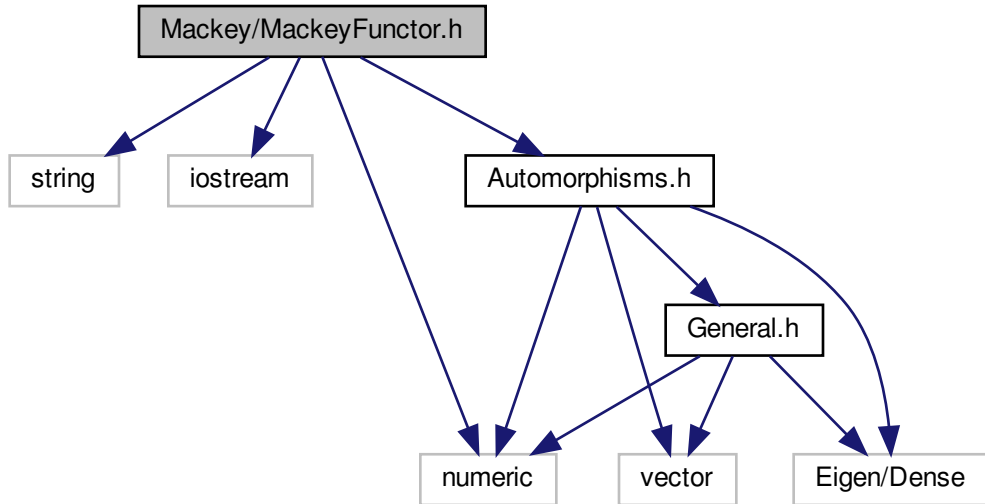 Mackey/MackeyFunctor.h
string
iostream
Automorphisms.h
General.h
numeric
vector
Eigen/Dense